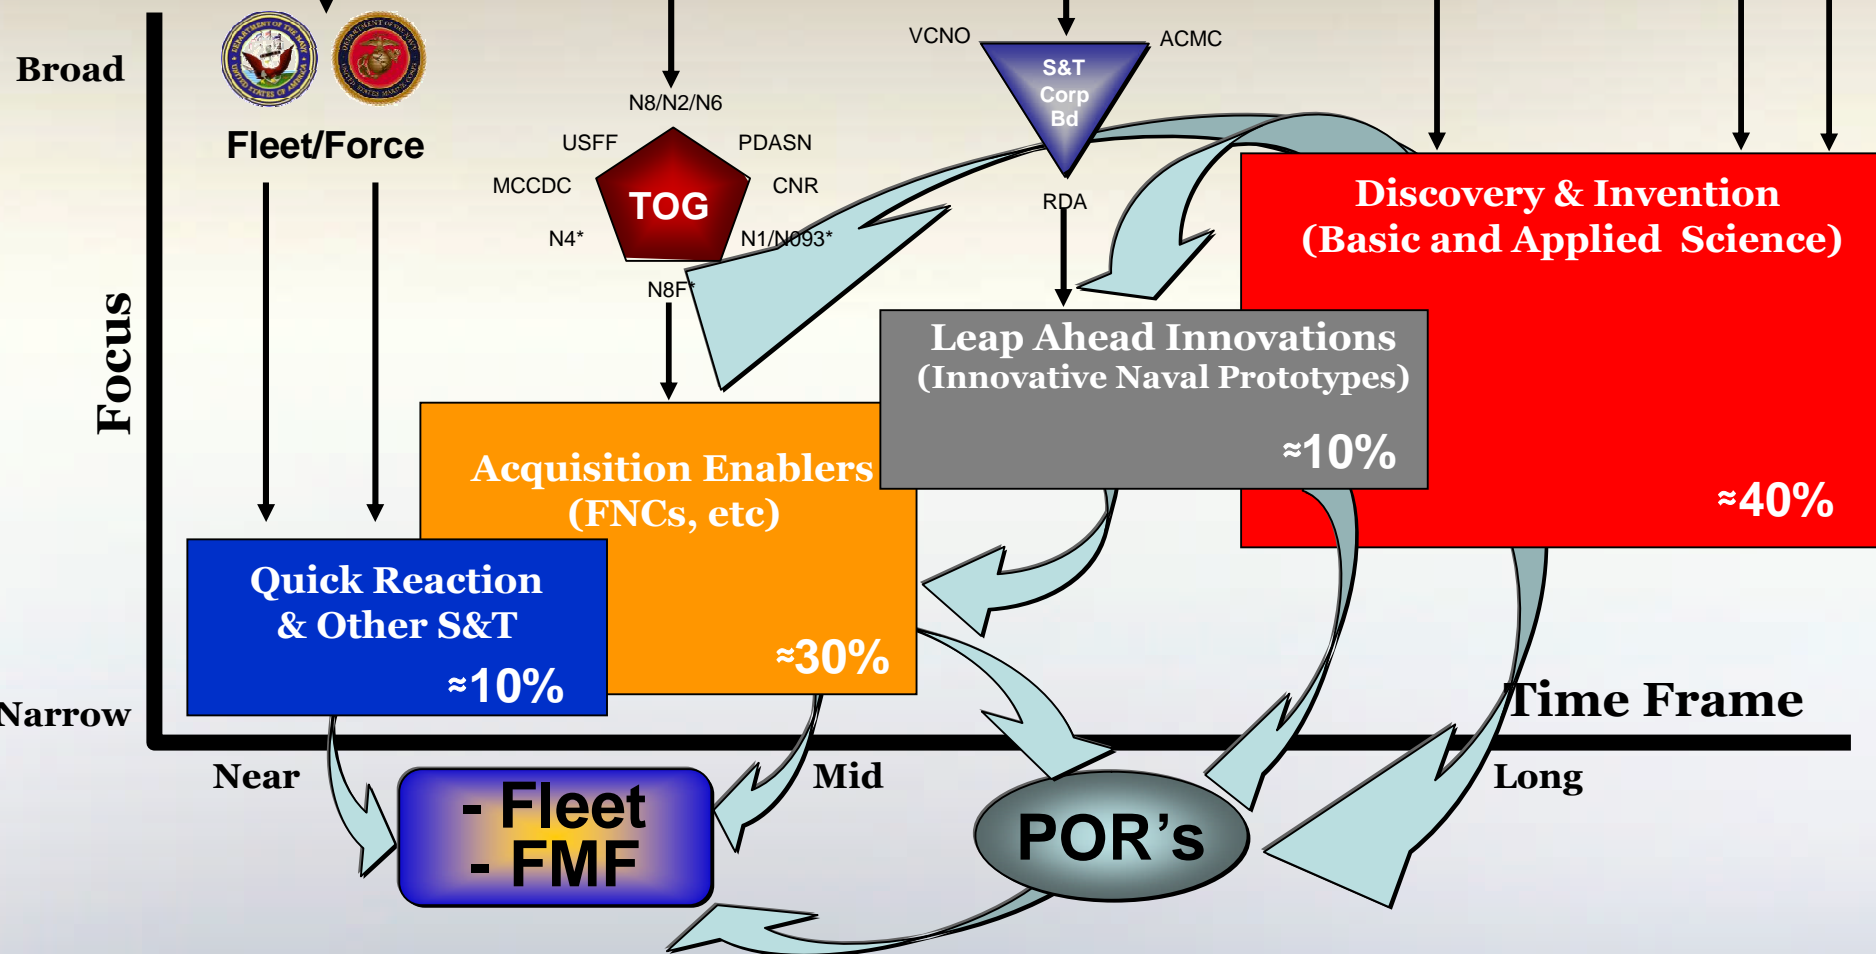 VCNO
ACMC
Broad
S&T
Corp
Bd
N8/N2/N6
Fleet/Force
USFF
PDASN
MCCDC
CNR
TOG
RDA
N4*
N1/N093*
N8F*
Discovery & Invention
(Basic and Applied Science)
Focus
Leap Ahead Innovations
(Innovative Naval Prototypes)
≈10%
≈40%
Acquisition Enablers
(FNCs, etc)
≈30%
Quick Reaction
& Other S&T
≈10%
Narrow
Time Frame
Near
Mid
Long
- Fleet
- FMF
POR’s